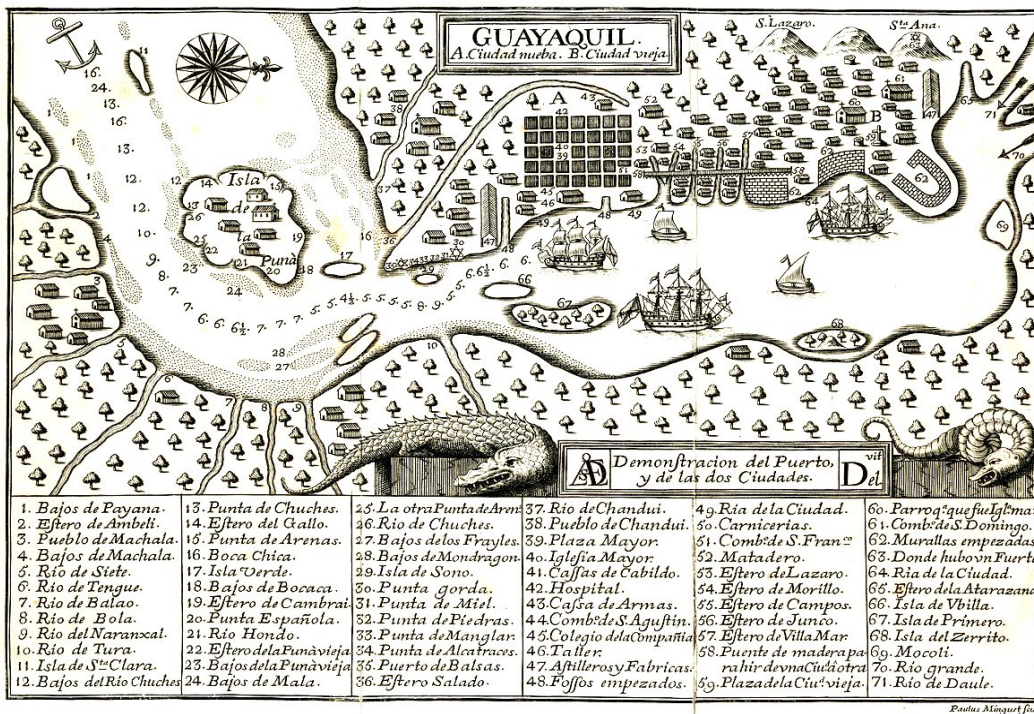 GUAYAQUIL.
A. Ciudad nueba. B. Ciudad vieja.
S. Lazaro.
Sta. Ana.
A
B
Isla
de
la
Punà
Demonſtracion del Puerto,
y de las dos Ciudades.
vit
Del.
1. Bajos de Payana.
2. Eſtero de Ambeli.
3. Pueblo de Machala.
4. Bajos de Machala.
5. Rio de Siete.
6. Rio de Tengue.
7. Rio de Balao.
8. Rio de Bola.
9. Rio del Naranxal.
10. Rio de Tura.
11. Isla de Sta. Clara.
12. Bajos del Rio Chuches
13. Punta de Chuches.
14. Eſtero del Gallo.
15. Punta de Arenas.
16. Boca Chica.
17. Isla Verde.
18. Bajos de Bocaca.
19. Eſtero de Cambrai.
20. Punta Española.
21. Rio Hondo.
22. Eſtero de la Punà vieja
23. Bajos de la Punà vieja
24. Bajos de Mala.
25. La otra Punta de Aren
26. Rio de Chuches.
27. Bajos de los Frayles.
28. Bajos de Mondragon.
29. Isla de Sono.
30. Punta gorda.
31. Punta de Miel.
32. Punta de Piedras.
33. Punta de Manglar.
34. Punta de Alcatraces.
35. Puerto de Balsas.
36. Eſtero Salado.
37. Rio de Chandui.
38. Pueblo de Chandui.
39. Plaza Mayor.
40. Igleſia Mayor.
41. Caſſas de Cabildo.
42. Hospital.
43. Caſſa de Armas.
44. Combto. de S. Agustin.
45. Colegio de la Compañia
46. Taller.
47. Aſtilleros y Fabricas.
48. Foſſos empezados.
49. Ria de la Ciudad.
50. Carnicerias.
51. Combto. de S. Franco.
52. Matadero.
53. Eſtero de Lazaro.
54. Eſtero de Morillo.
55. Eſtero de Campos.
56. Eſtero de Junco.
57. Eſtero de Villa Mar.
58. Puente de madera pa-
ra hir de vna Ciud. à otra
59. Plaza de la Ciud. vieja.
60. Parroqa. que fue Igla. ma
61. Combto. de S. Domingo.
62. Murallas empezadas
63. Donde hubo vn Fuerte
64. Ria de la Ciudad.
65. Eſtero de la Atarazana
66. Isla de Vbilla.
67. Isla de Primero.
68. Isla del Zerrito.
69. Mocoli.
70. Rio grande.
71. Rio de Daule.
Paulus Minguet